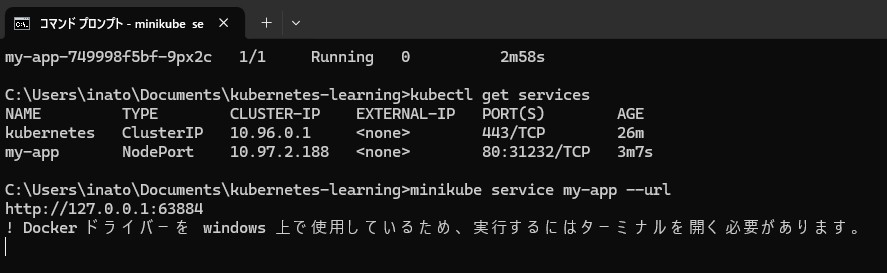 コマンド プロンプト - minikube se
my-app-749998f5bf-9px2c   1/1     Running   0          2m58s
C:\Users\inato\Documents\kubernetes-learning>kubectl get services
NAME         TYPE        CLUSTER-IP    EXTERNAL-IP   PORT(S)        AGE
kubernetes   ClusterIP   10.96.0.1     <none>        443/TCP        26m
my-app       NodePort    10.97.2.188   <none>        80:31232/TCP   3m7s
C:\Users\inato\Documents\kubernetes-learning>minikube service my-app --url
http://127.0.0.1:63884
! Docker ドライバーを windows 上で使用しているため、実行するにはターミナルを開く必要があります。